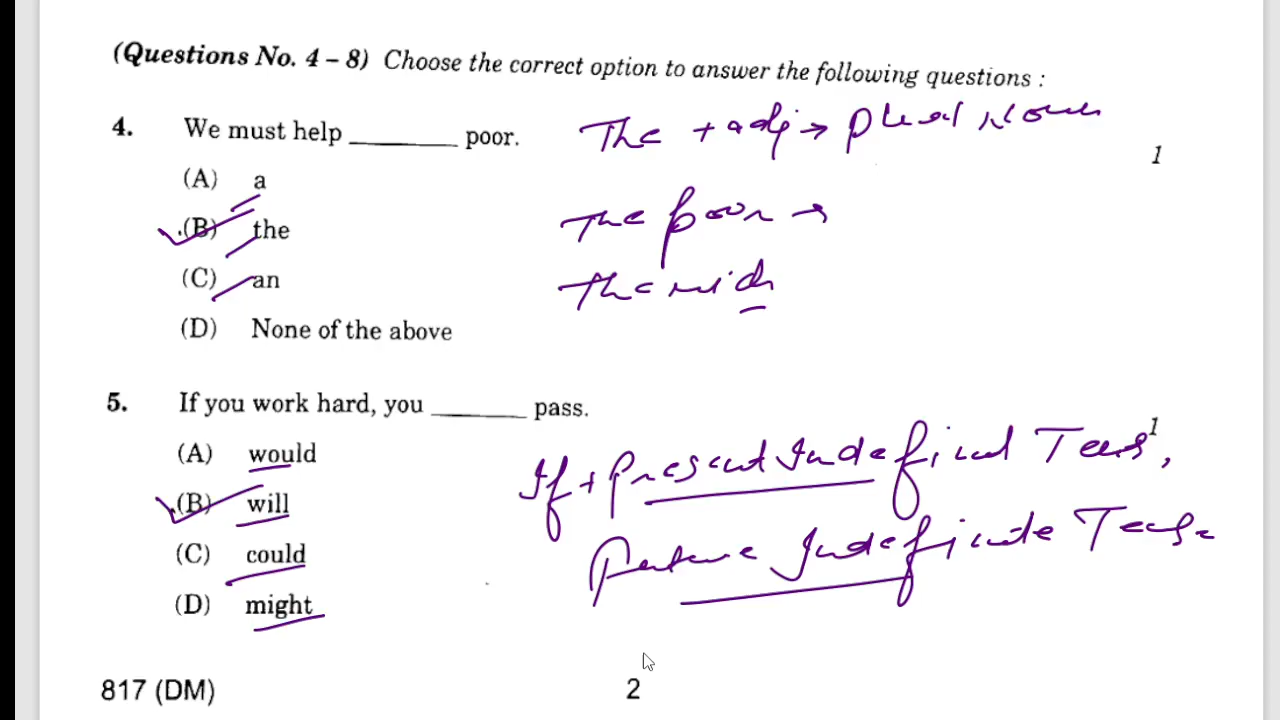 (Questions No. 4 – 8) Choose the correct option to answer the following questions :
4. We must help ________ poor. 1
The + adj → Plural Noun
(A) a
(B) the
The poor →
(C) an
The rich
(D) None of the above
5. If you work hard, you ________ pass. 1
(A) would
If + Present Indefinite Tense,
(B) will
(C) could
Future Indefinite Tense
(D) might
817 (DM) 2